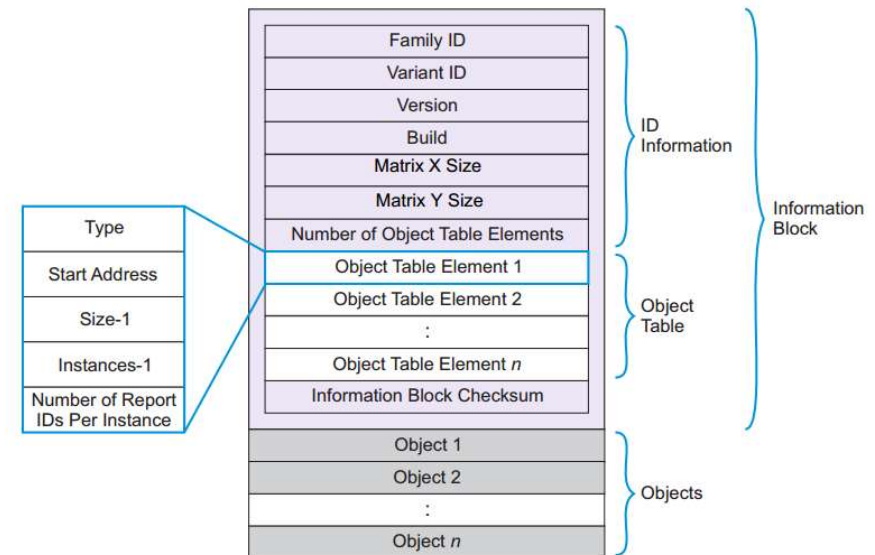 Family ID
Variant ID
Version
Build
Matrix X Size
Matrix Y Size
Number of Object Table Elements
Object Table Element 1
Object Table Element 2
:
Object Table Element n
Information Block Checksum
Object 1
Object 2
:
Object n
Type
Start Address
Size-1
Instances-1
Number of Report
IDs Per Instance
ID
Information
Object
Table
Objects
Information
Block